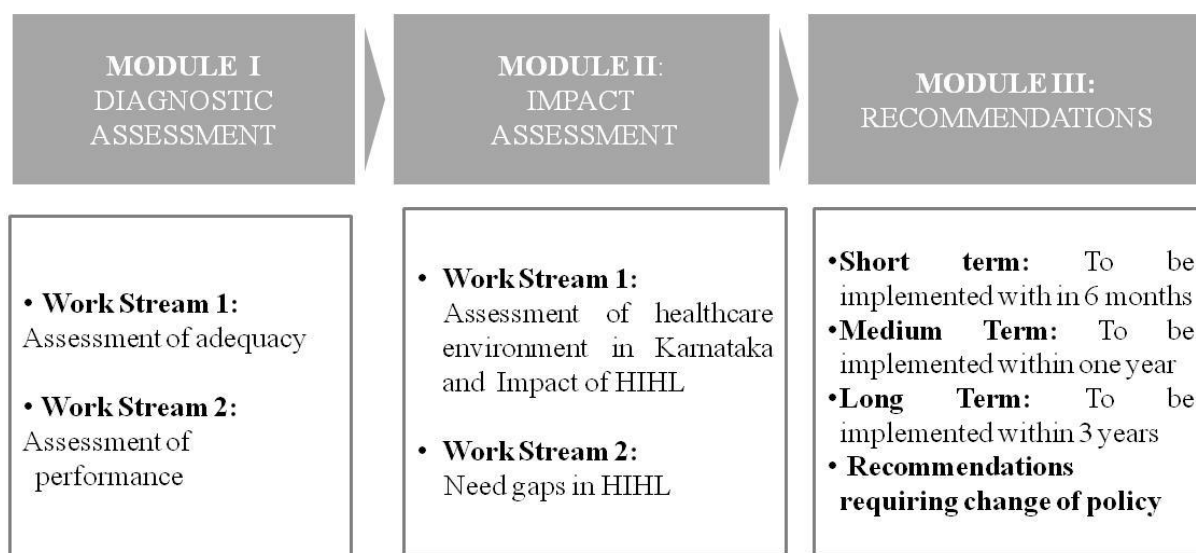 MODULE I
DIAGNOSTIC
ASSESSMENT
MODULE II:
IMPACT
ASSESSMENT
MODULE III:
RECOMMENDATIONS
• Work Stream 1:
Assessment of adequacy
• Work Stream 2:
Assessment of
performance
• Work Stream 1:
Assessment of healthcare
environment in Karnataka
and Impact of HIHL
• Work Stream 2:
Need gaps in HIHL
•Short term: To be
implemented with in 6 months
•Medium Term: To be
implemented within one year
•Long Term: To be
implemented within 3 years
• Recommendations
requiring change of policy